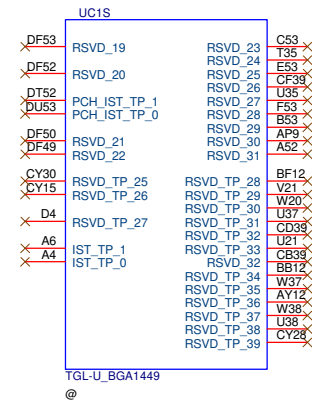 UC1S
DF53 RSVD_19 RSVD_23 C53
RSVD_24 T35
DF52 RSVD_20 RSVD_25 E53
RSVD_26 CF39
DT52 PCH_IST_TP_1 RSVD_27 U35
DU53 PCH_IST_TP_0 RSVD_28 F53
RSVD_29 B53
DF50 RSVD_21 RSVD_30 AP9
DF49 RSVD_22 RSVD_31 A52
CY30 RSVD_TP_25 RSVD_TP_28 BF12
CY15 RSVD_TP_26 RSVD_TP_29 V21
RSVD_TP_30 W20
D4 RSVD_TP_27 RSVD_TP_31 U37
RSVD_TP_32 CD39
A6 IST_TP_1 RSVD_TP_33 U21
A4 IST_TP_0 RSVD_32 CB39
RSVD_TP_34 BB12
RSVD_TP_35 W37
RSVD_TP_36 AY12
RSVD_TP_37 W38
RSVD_TP_38 U38
RSVD_TP_39 CY28
TGL-U_BGA1449
@